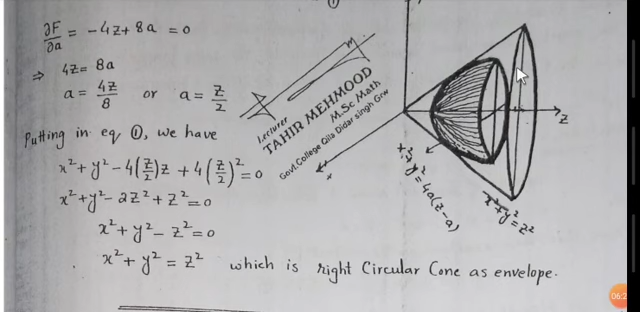 ①
∂F/∂a = -4z + 8a = 0
⇒ 4z = 8a
a = 4z/8 or a = z/2
Putting in eq ①, we have
x² + y² - 4(z/2)z + 4(z/2)² = 0
x² + y² - 2z² + z² = 0
x² + y² - z² = 0
x² + y² = z² which is right Circular Cone as envelope.
Lecturer
TAHIR MEHMOOD
M.Sc Math
Govt. College Qila Didar singh Grw
z
x
x² + y² = 4a(z-a)
x² + y² = z²